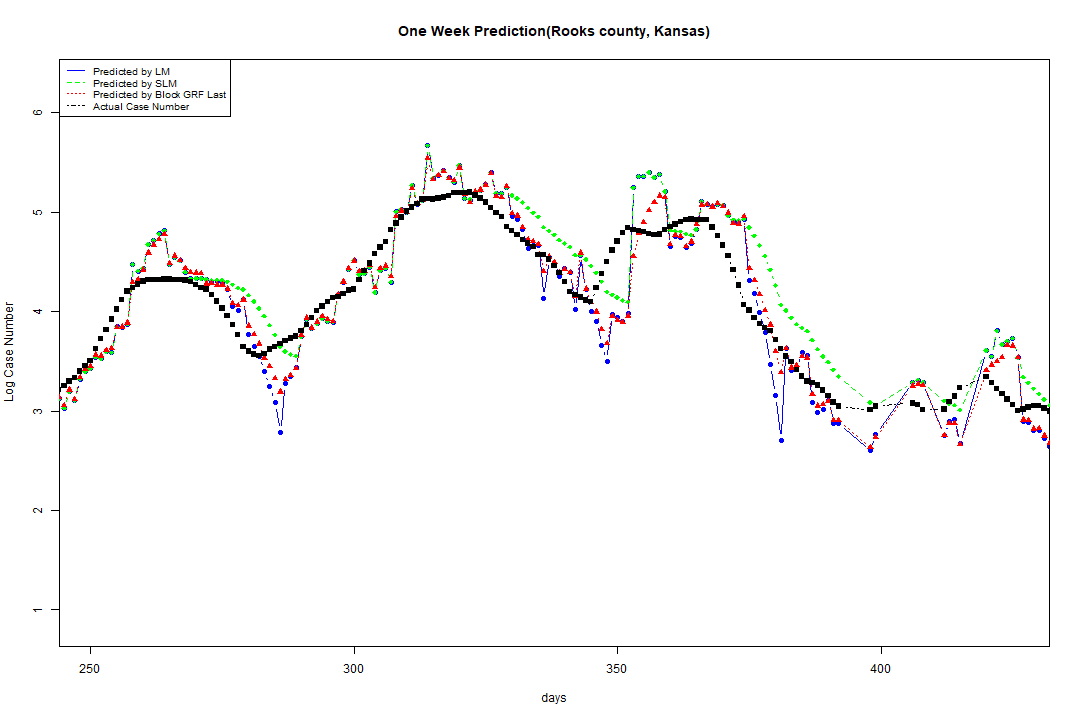 One Week Prediction(Rooks county, Kansas)
Predicted by LM
Predicted by SLM
Predicted by Block GRF Last
Actual Case Number
6
5
4
3
2
1
Log Case Number
250
300
350
400
days